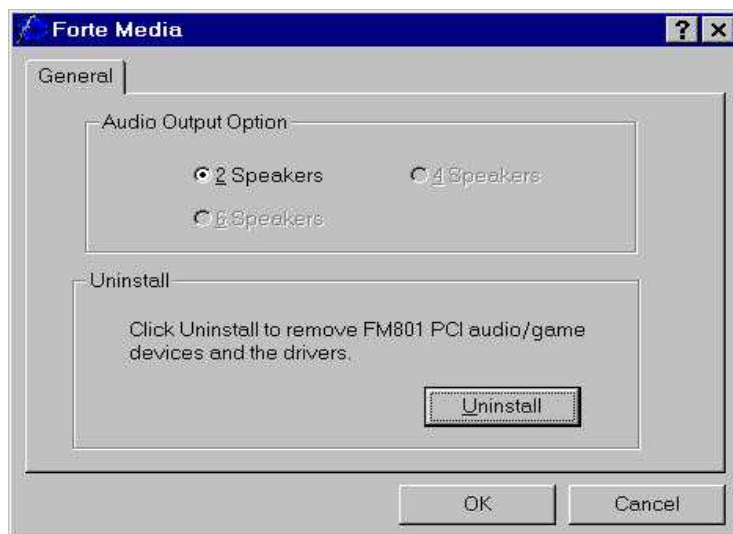 Forte Media
General
Audio Output Option
2 Speakers
4 Speakers
6 Speakers
Uninstall
Click Uninstall to remove FM801 PCI audio/game
devices and the drivers.
Uninstall
OK
Cancel